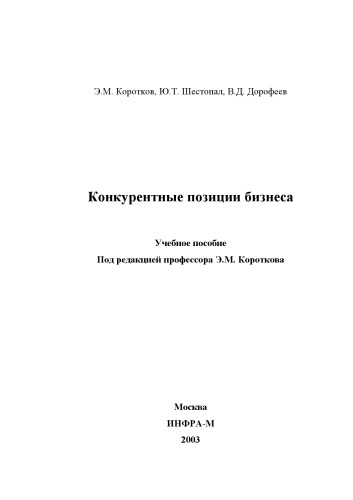 Э.М. Коротков, Ю.Т. Шестопал, В.Д. Дорофеев
Конкурентные позиции бизнеса
Учебное пособие
Под редакцией профессора Э.М. Короткова
Москва
ИНФРА-М
2003